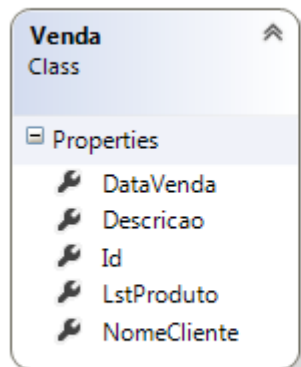 Venda
Class
Properties
DataVenda
Descricao
Id
LstProduto
NomeCliente